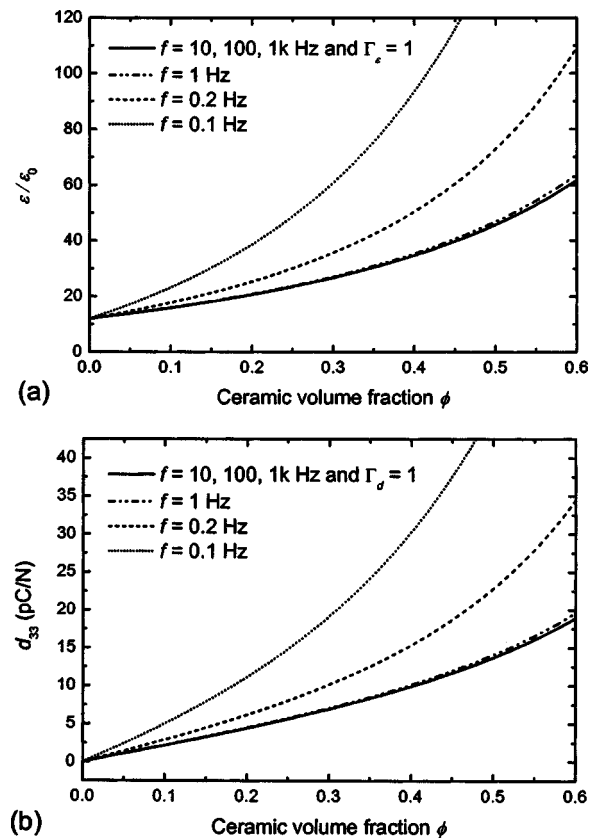 120
100
80
60
40
20
0
ε/ε₀
f = 10, 100, 1k Hz and Γ_ε = 1
f = 1 Hz
f = 0.2 Hz
f = 0.1 Hz
0.0 0.1 0.2 0.3 0.4 0.5 0.6
(a)
Ceramic volume fraction ϕ
40
35
30
25
20
15
10
5
0
d₃₃ (pC/N)
f = 10, 100, 1k Hz and Γ_d = 1
f = 1 Hz
f = 0.2 Hz
f = 0.1 Hz
0.0 0.1 0.2 0.3 0.4 0.5 0.6
(b)
Ceramic volume fraction ϕ